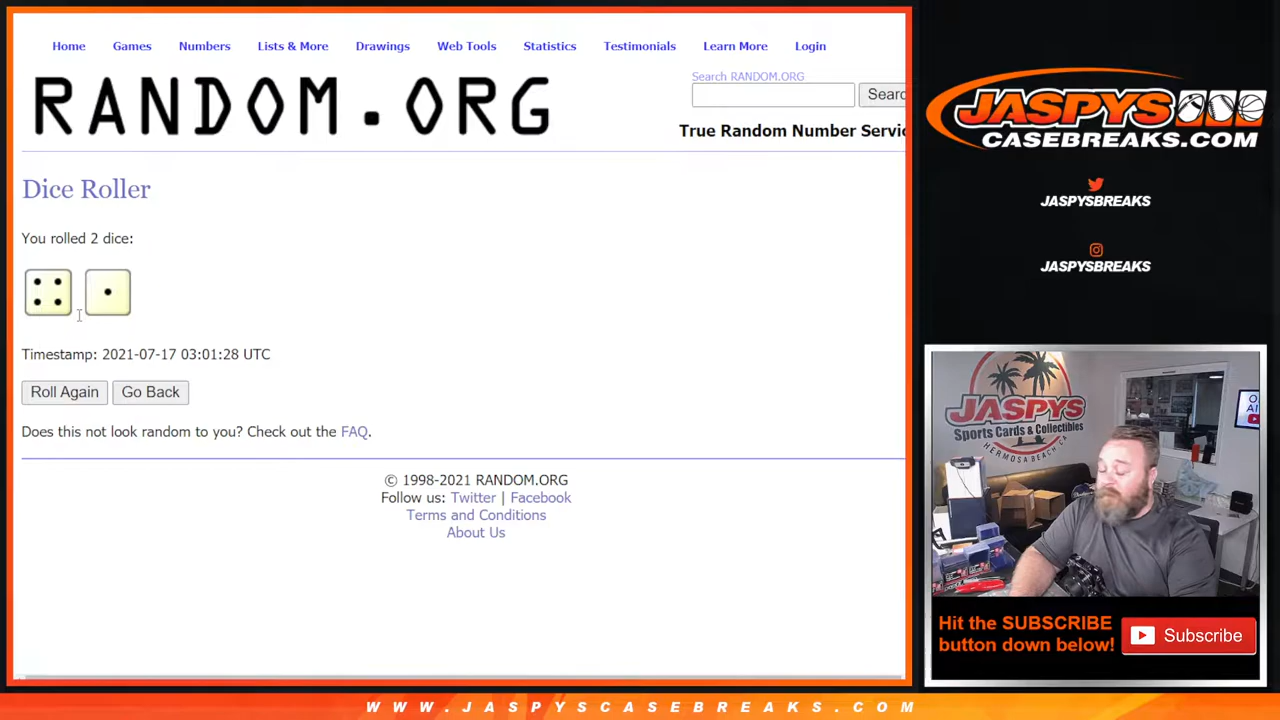 Home Games Numbers Lists & More Drawings Web Tools Statistics Testimonials Learn More Login
RANDOM.ORG
Search RANDOM.ORG
Searc
True Random Number Servic
Dice Roller
You rolled 2 dice:
Timestamp: 2021-07-17 03:01:28 UTC
Roll Again Go Back
Does this not look random to you? Check out the FAQ.
© 1998-2021 RANDOM.ORG
Follow us: Twitter | Facebook
Terms and Conditions
About Us
JASPYS
CASEBREAKS.COM
JASPYSBREAKS
JASPYSBREAKS
JASPYS
Sports Cards & Collectibles
HERMOSA BEACH CA
Hit the SUBSCRIBE
button down below!
Subscribe
WWW.JASPYSCASEBREAKS.COM